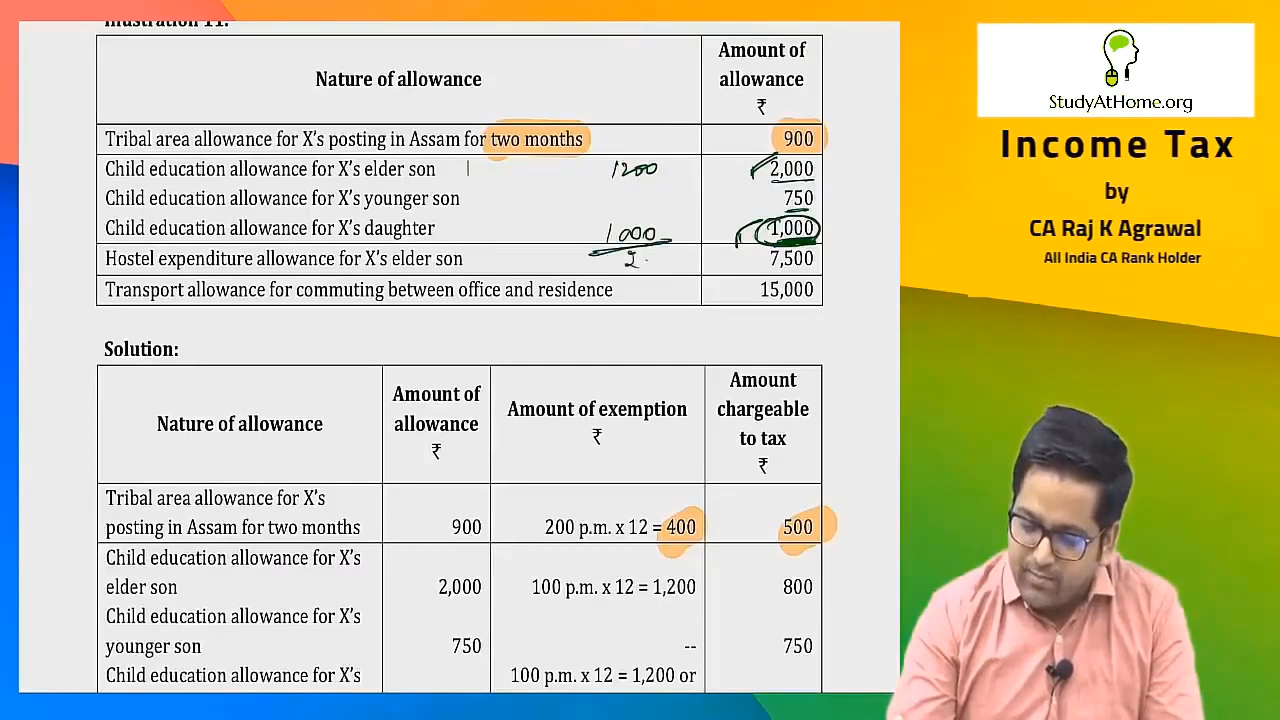 Illustration 11:
Nature of allowance
Amount of allowance ₹
Tribal area allowance for X's posting in Assam for two months 900
Child education allowance for X's elder son 1200 2,000
Child education allowance for X's younger son 750
Child education allowance for X's daughter 1000 1,000
Hostel expenditure allowance for X's elder son 7,500
Transport allowance for commuting between office and residence 15,000
Solution:
Nature of allowance
Amount of allowance ₹
Amount of exemption ₹
Amount chargeable to tax ₹
Tribal area allowance for X's
posting in Assam for two months 900 200 p.m. x 12 = 400 500
Child education allowance for X's
elder son 2,000 100 p.m. x 12 = 1,200 800
Child education allowance for X's
younger son 750 -- 750
Child education allowance for X's 100 p.m. x 12 = 1,200 or
StudyAtHome.org
Income Tax
by
CA Raj K Agrawal
All India CA Rank Holder